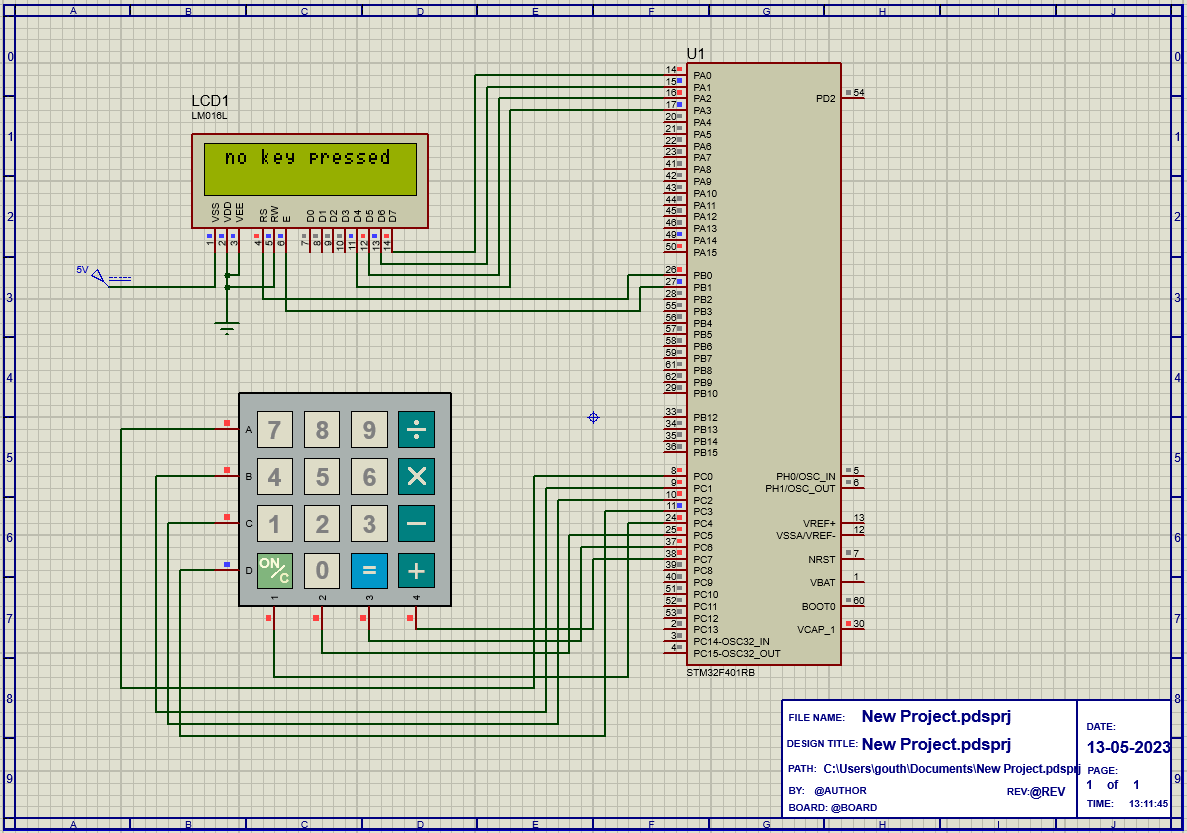 A B C D E F G H I J
0 0
1 1
2 2
3 3
4 4
5 5
6 6
7 7
8 8
9 9
LCD1
LM016L
no key pressed
VSS VDD VEE RS RW E D0 D1 D2 D3 D4 D5 D6 D7
1 2 3 4 5 6 7 8 9 10 11 12 13 14
5V
A 7 8 9 ÷
B 4 5 6 ×
C 1 2 3 −
D ON/C 0 = +
1 2 3 4
U1
14 PA0
15 PA1
16 PA2
17 PA3
20 PA4
21 PA5
22 PA6
23 PA7
41 PA8
42 PA9
43 PA10
44 PA11
45 PA12
46 PA13
49 PA14
50 PA15
26 PB0
27 PB1
28 PB2
55 PB3
56 PB4
57 PB5
58 PB6
59 PB7
61 PB8
62 PB9
29 PB10
33 PB12
34 PB13
35 PB14
36 PB15
8 PC0
9 PC1
10 PC2
11 PC3
24 PC4
25 PC5
37 PC6
38 PC7
39 PC8
40 PC9
51 PC10
52 PC11
53 PC12
2 PC13
3 PC14-OSC32_IN
4 PC15-OSC32_OUT
PD2 54
PH0/OSC_IN 5
PH1/OSC_OUT 6
VREF+ 13
VSSA/VREF- 12
NRST 7
VBAT 1
BOOT0 60
VCAP_1 30
STM32F401RB
FILE NAME: New Project.pdsprj
DESIGN TITLE: New Project.pdsprj
PATH: C:\Users\gouth\Documents\New Project.pdsprj
BY: @AUTHOR REV:@REV
BOARD: @BOARD
DATE:
13-05-2023
PAGE:
1 of 1
TIME: 13:11:45
A B C D E F G H I J